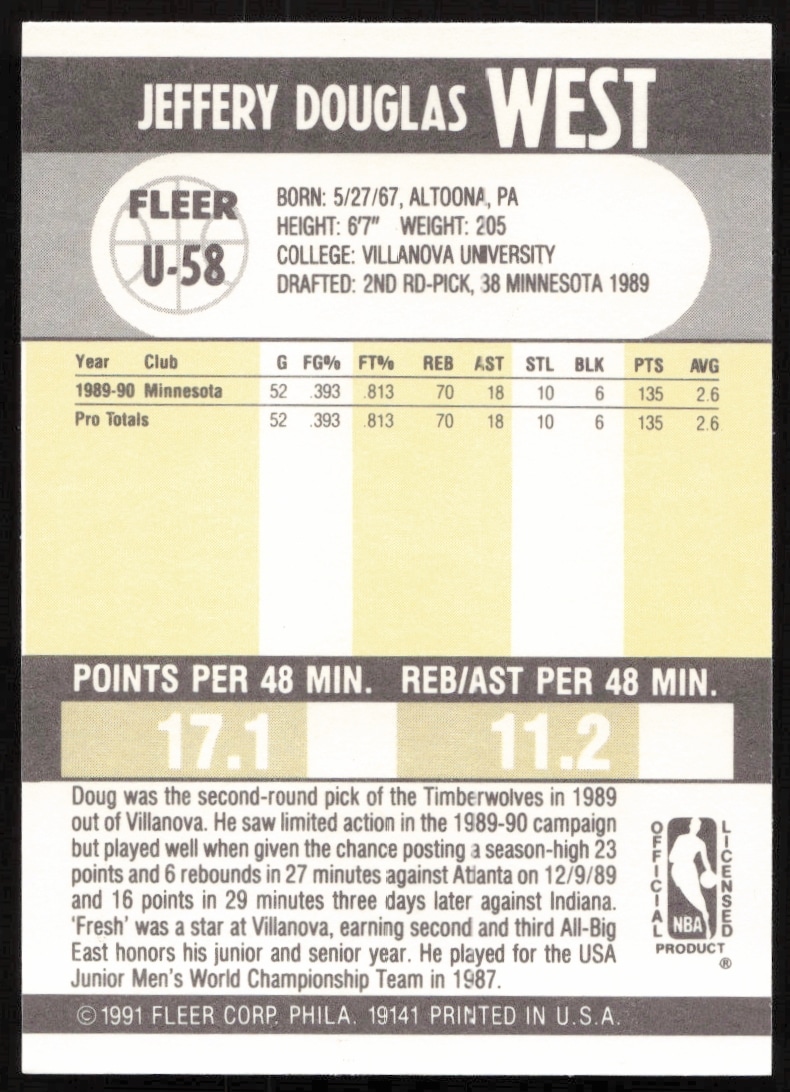 JEFFERY DOUGLAS WEST
FLEER
U-58
BORN: 5/27/67, ALTOONA, PA
HEIGHT: 6'7" WEIGHT: 205
COLLEGE: VILLANOVA UNIVERSITY
DRAFTED: 2ND RD-PICK, 38 MINNESOTA 1989
Year Club G FG% FT% REB AST STL BLK PTS AVG
1989-90 Minnesota 52 .393 .813 70 18 10 6 135 2.6
Pro Totals 52 .393 .813 70 18 10 6 135 2.6
POINTS PER 48 MIN. REB/AST PER 48 MIN.
17.1 11.2
Doug was the second-round pick of the Timberwolves in 1989
out of Villanova. He saw limited action in the 1989-90 campaign
but played well when given the chance posting a season-high 23
points and 6 rebounds in 27 minutes against Atlanta on 12/9/89
and 16 points in 29 minutes three days later against Indiana.
'Fresh' was a star at Villanova, earning second and third All-Big
East honors his junior and senior year. He played for the USA
Junior Men's World Championship Team in 1987.
OFFICIAL
LICENSED
NBA
PRODUCT
®
© 1991 FLEER CORP. PHILA. 19141 PRINTED IN U.S.A.